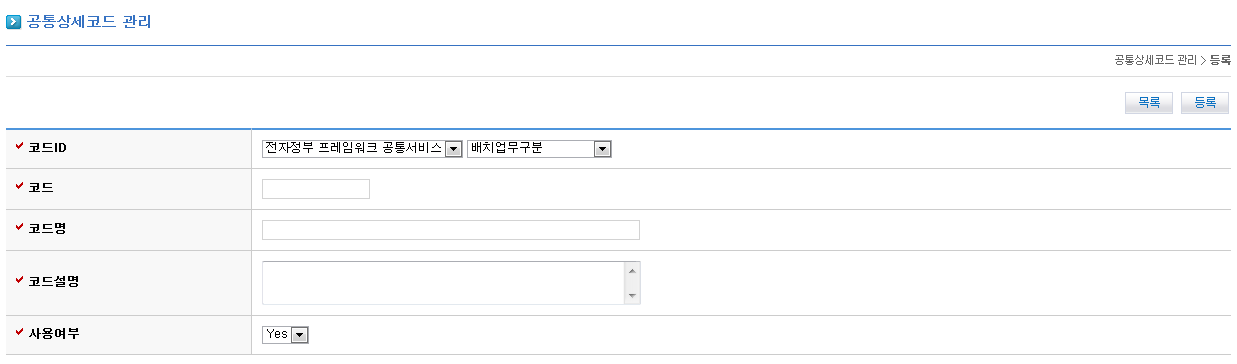 공통상세코드 관리
공통상세코드 관리 > 등록
목록 등록
코드ID 전자정부 프레임워크 공통서비스 배치업무구분
코드
코드명
코드설명
사용여부 Yes